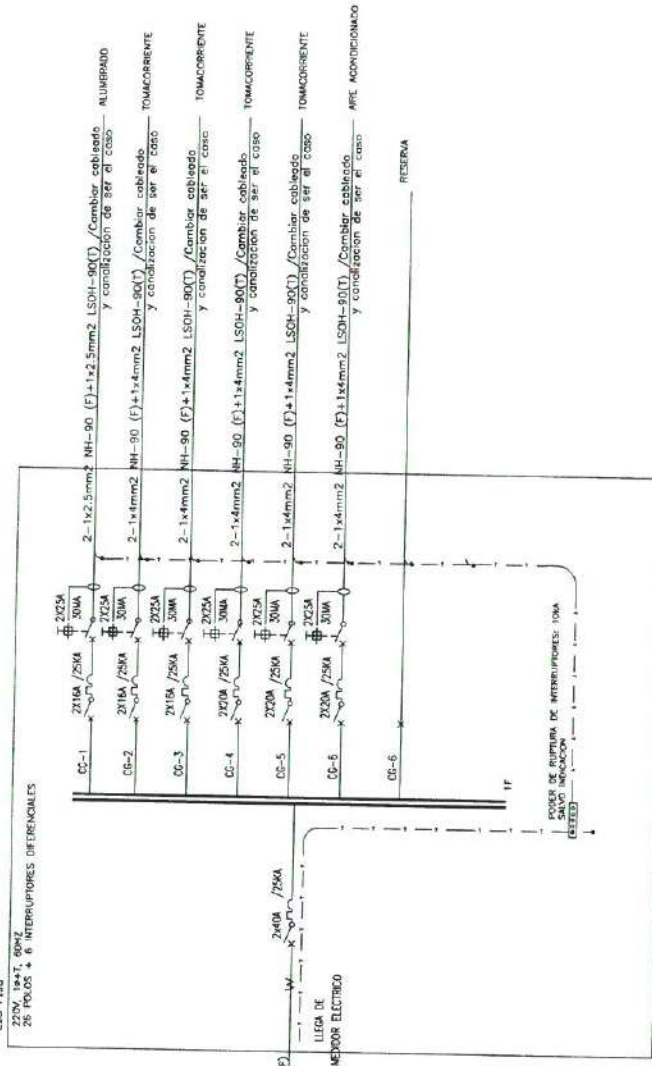 220V, 1Φ+T, 60HZ
26 POLOS + 6 INTERRUPTORES DIFERENCIALES
F)
LLEGA DE
MEDIDOR ELÉCTRICO
2x40A /25KA
CG-1
2X16A /25KA
2X25A
30MA
2-1x2.5mm2 NH-90 (F)+1x2.5mm2 LSOH-90(T) /Cambiar cableado
y canalizacion de ser el caso
ALUMBRADO
CG-2
2X16A /25KA
2X25A
30MA
2-1x4mm2 NH-90 (F)+1x4mm2 LSOH-90(T) /Cambiar cableado
y canalizacion de ser el caso
TOMACORRIENTE
CG-3
2X16A /25KA
2X25A
30MA
2-1x4mm2 NH-90 (F)+1x4mm2 LSOH-90(T) /Cambiar cableado
y canalizacion de ser el caso
TOMACORRIENTE
CG-4
2X20A /25KA
2X25A
30MA
2-1x4mm2 NH-90 (F)+1x4mm2 LSOH-90(T) /Cambiar cableado
y canalizacion de ser el caso
TOMACORRIENTE
CG-5
2X20A /25KA
2X25A
30MA
2-1x4mm2 NH-90 (F)+1x4mm2 LSOH-90(T) /Cambiar cableado
y canalizacion de ser el caso
TOMACORRIENTE
CG-6
2X20A /25KA
2X25A
30MA
2-1x4mm2 NH-90 (F)+1x4mm2 LSOH-90(T) /Cambiar cableado
y canalizacion de ser el caso
AIRE ACONDICIONADO
CG-6
RESERVA
1F
PODER DE RUPTURA DE INTERRUPTORES: 10KA
SALVO INDICACION